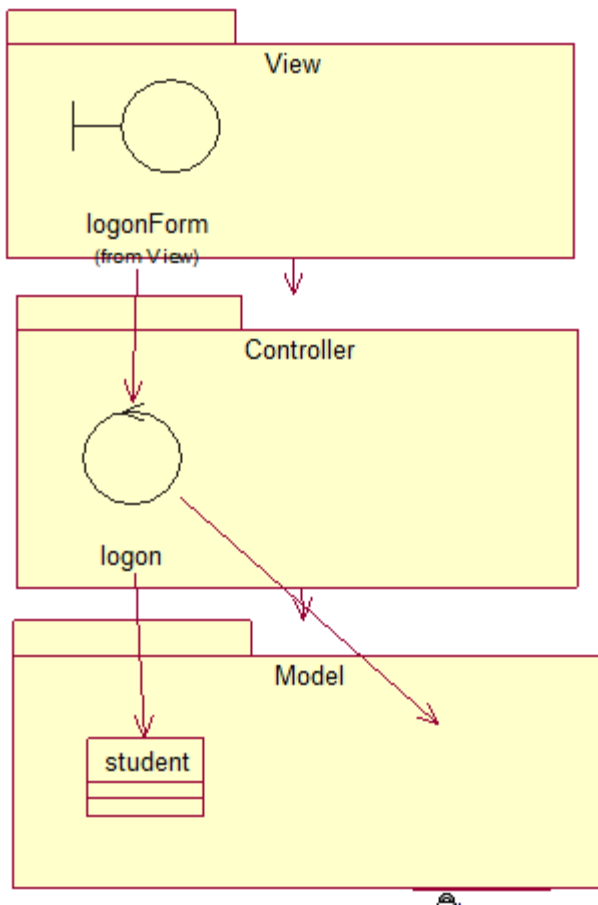 View
logonForm
(from View)
Controller
logon
Model
student